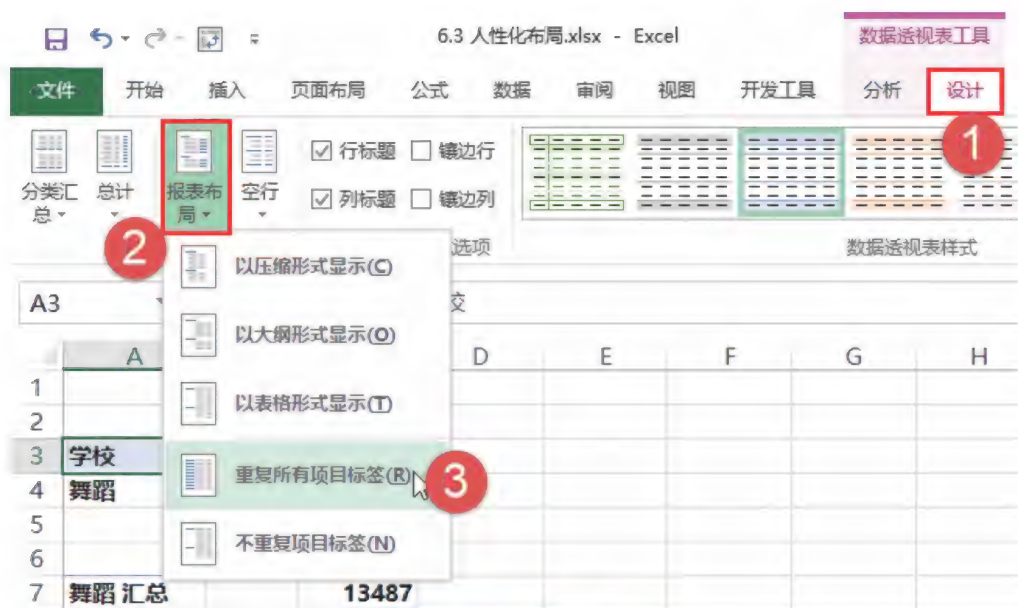 6.3 人性化布局.xlsx - Excel
数据透视表工具
文件 开始 插入 页面布局 公式 数据 审阅 视图 开发工具 分析 设计
1
分类汇总 总计 报表布局 空行
行标题 镶边行
列标题 镶边列
2
选项
数据透视表样式
以压缩形式显示(C)
A3
校
以大纲形式显示(O)
A D E F G H
1
以表格形式显示(T)
2
3 学校
重复所有项目标签(R) 3
4 舞蹈
5
不重复项目标签(N)
6
7 舞蹈 汇总 13487